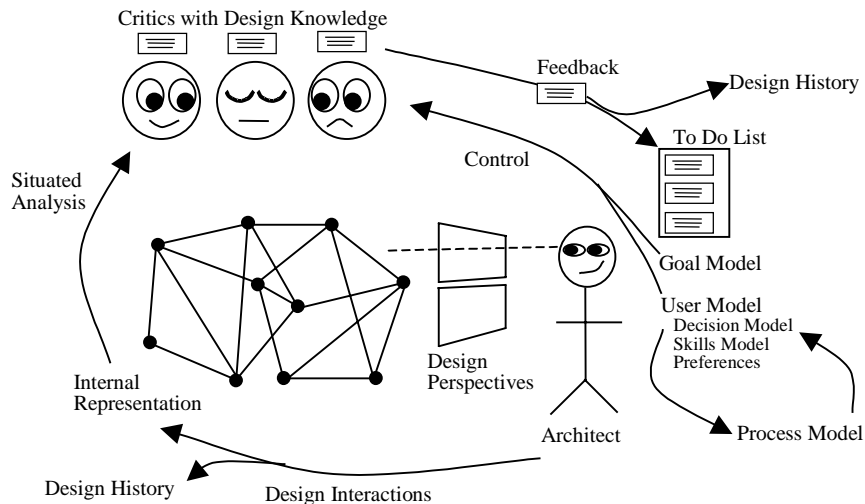 Critics with Design Knowledge
Feedback
Design History
To Do List
Control
Situated
Analysis
Goal Model
User Model
Decision Model
Skills Model
Preferences
Design
Perspectives
Internal
Representation
Architect
Process Model
Design History
Design Interactions